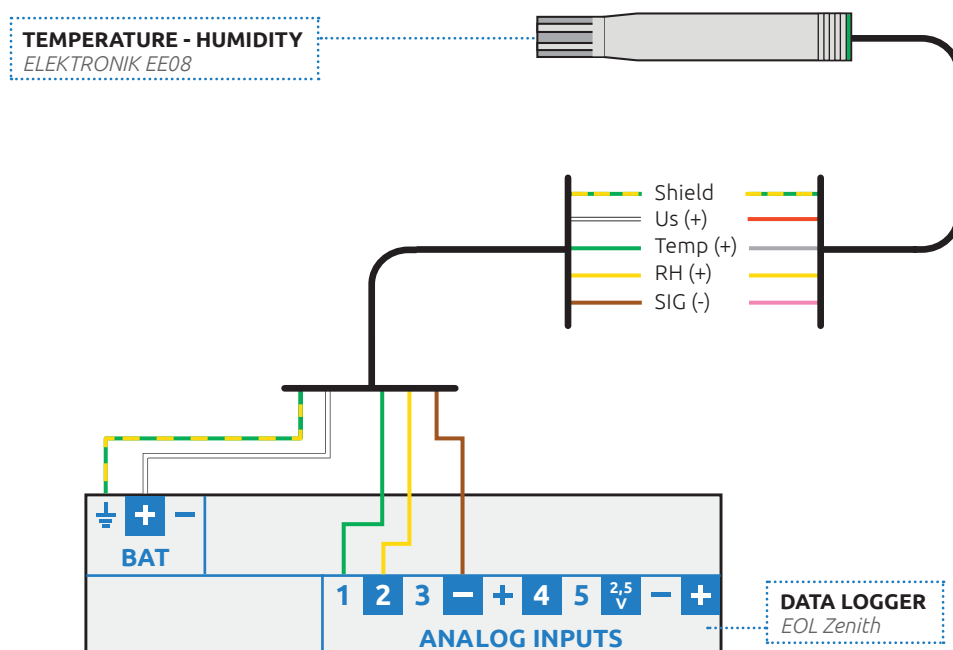 TEMPERATURE - HUMIDITY
ELEKTRONIK EE08
Shield
Us (+)
Temp (+)
RH (+)
SIG (-)
+ −
BAT
1 2 3 − + 4 5 2,5 V − +
ANALOG INPUTS
DATA LOGGER
EOL Zenith